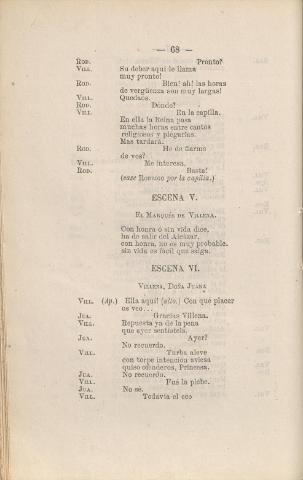 — 68 —
ROD. Pronto?
VILL. Su deber aquí le llama
muy pronto!
ROD. Bien! ah! las horas
de vergüenza son muy largas!
VILL. Quedaos.
ROD. Dónde?
VILL. En la capilla.
En ella la Reina pasa
muchas horas entre cantos
religiosos y plegarias.
Mas tardará.
ROD. He de fiarme
de vos?
VILL. Me interesa.
ROD. Basta!
(vase RODRIGO por la capilla.)
ESCENA V.
EL MARQUÉS DE VILLENA.
Con honra ó sin vida dice,
ha de salir del Alcázar,
con honra, no es muy probable.
sin vida es fácil que salga.
ESCENA VI.
VILLENA, DOÑA JUANA
VILL. (Ap.) Ella aquí! (alto.) Con qué placer
os veo...
JUA. Gracias Villena.
VILL. Repuesta ya de la pena
que ayer sentísteis.
JUA. Ayer?
No recuerdo.
VILL. Turba aleve
con torpe intención aviesa
quiso ofenderos, Princesa.
JUA. No recuerdo.
VILL. Fué la plebe.
JUA. No sé.
VILL. Todavía el eco